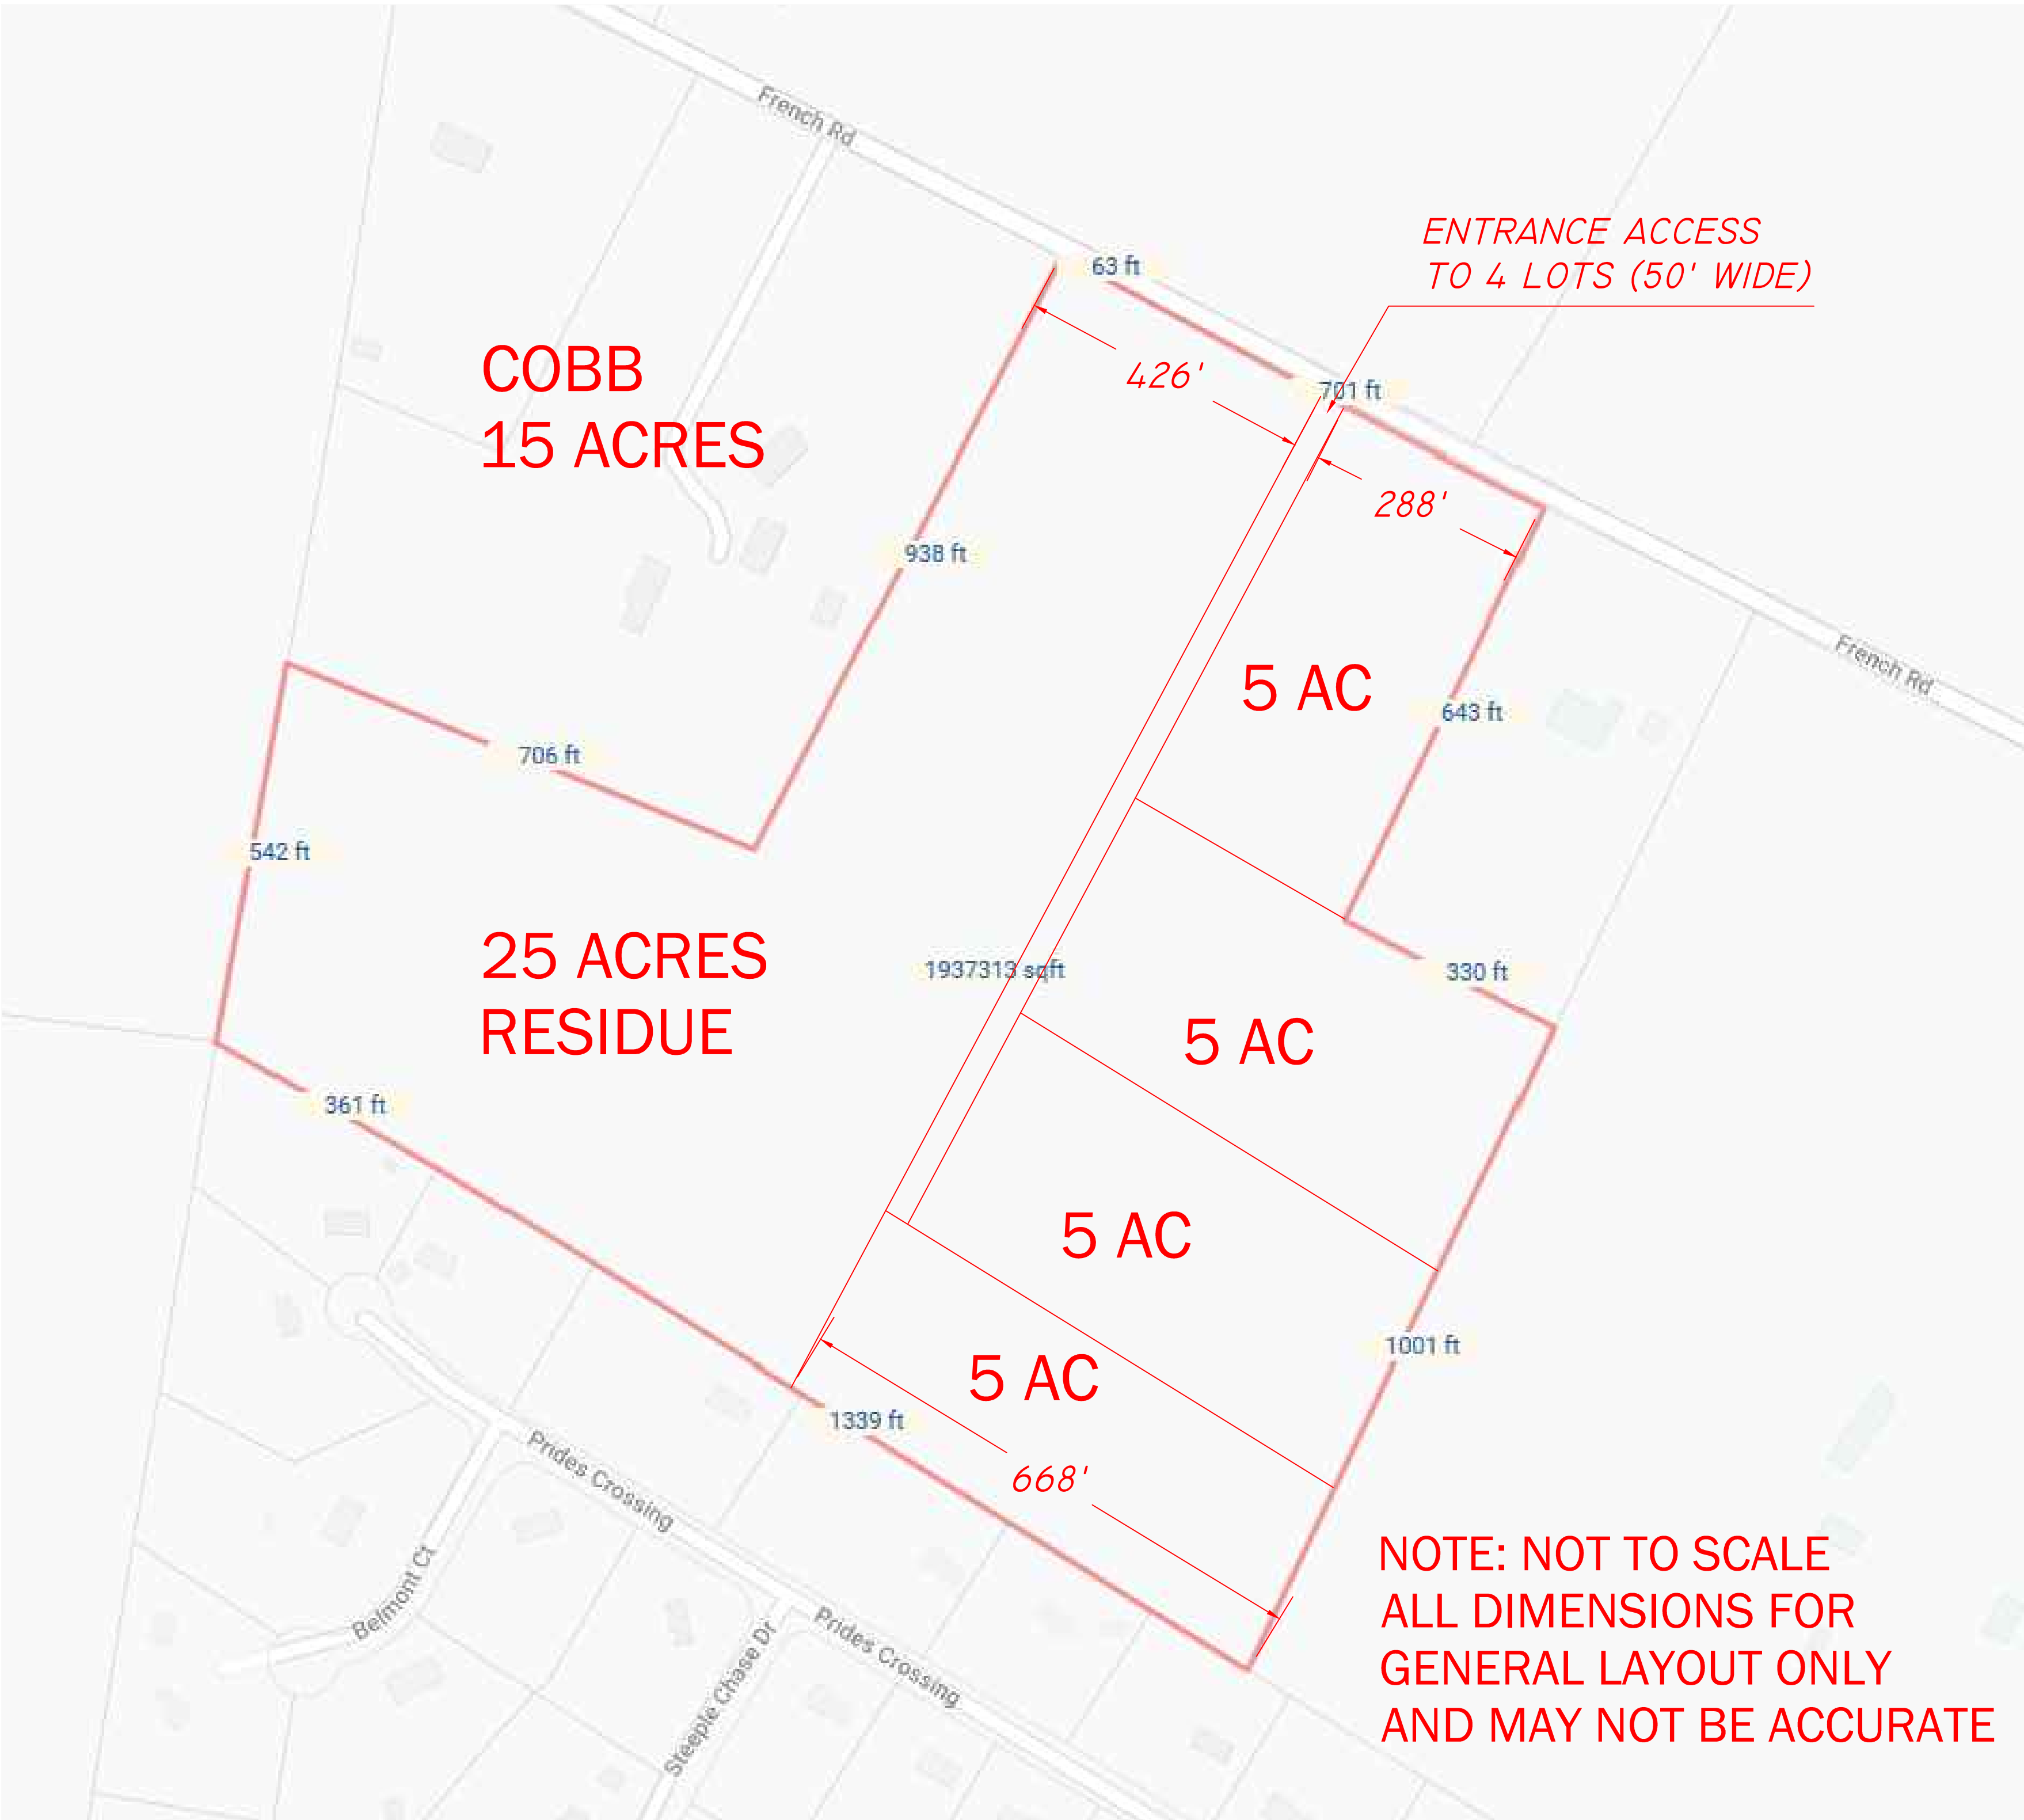 French Rd
63 ft
ENTRANCE ACCESS
TO 4 LOTS (50' WIDE)
COBB
15 ACRES
426'
701 ft
288'
938 ft
French Rd
5 AC
643 ft
706 ft
542 ft
25 ACRES
RESIDUE
1937313 sqft
330 ft
5 AC
361 ft
5 AC
1001 ft
5 AC
1339 ft
668'
Prides Crossing
Belmont Ct
Steeple Chase Dr
Prides Crossing
NOTE: NOT TO SCALE
ALL DIMENSIONS FOR
GENERAL LAYOUT ONLY
AND MAY NOT BE ACCURATE